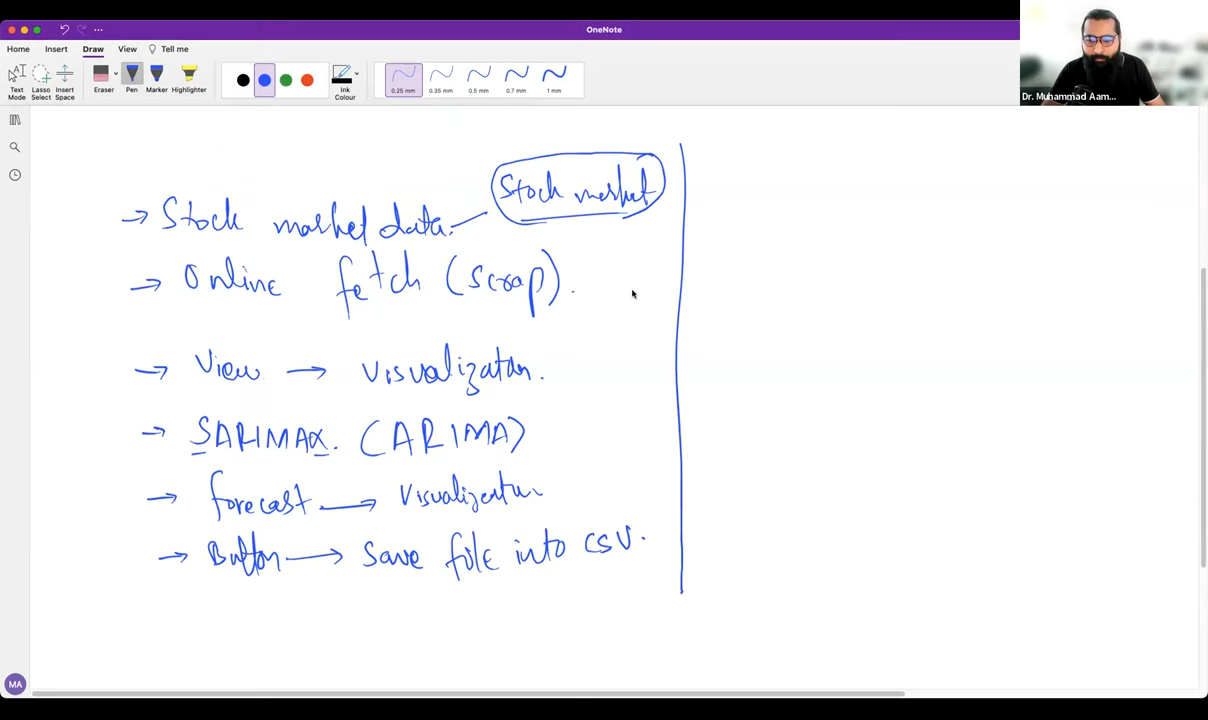 OneNote
Home Insert Draw View Tell me
Text Mode
Lasso Select
Insert Space
Eraser
Pen
Marker
Highlighter
Ink Colour
0.25 mm
0.35 mm
0.5 mm
0.7 mm
1 mm
Dr. Muhammad Aam...
Stock market
→ Stock market data.
→ Online fetch (Scrap).
→ View → Visualization.
→ SARIMAX. (ARIMA)
→ forecast → Visualization
→ Button → Save file into CSV.
MA